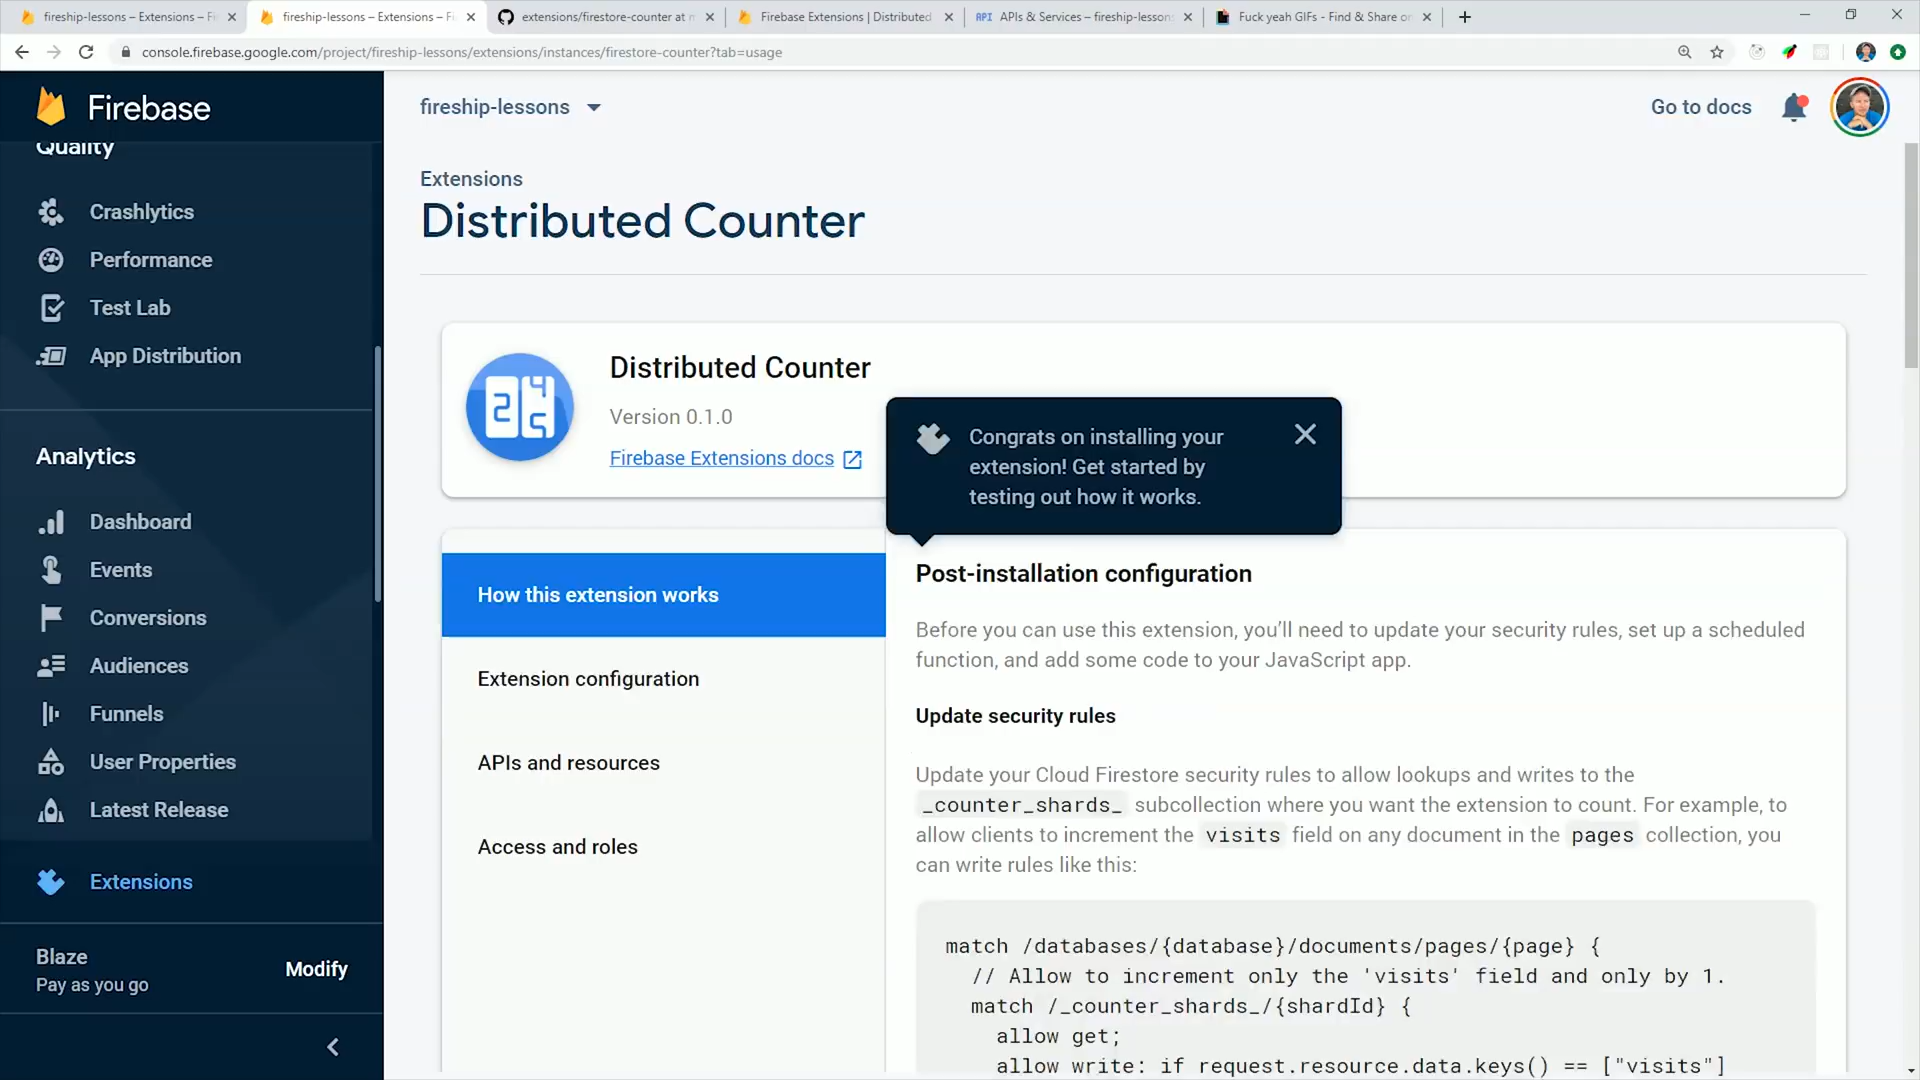 fireship-lessons – Extensions – Fi
fireship-lessons – Extensions – Fi
extensions/firestore-counter at m
Firebase Extensions | Distributed
API APIs & Services – fireship-lessons
Fuck yeah GIFs - Find & Share on
console.firebase.google.com/project/fireship-lessons/extensions/instances/firestore-counter?tab=usage
Firebase
fireship-lessons
Go to docs
Quality
Crashlytics
Performance
Test Lab
App Distribution
Analytics
Dashboard
Events
Conversions
Audiences
Funnels
User Properties
Latest Release
Extensions
Blaze
Pay as you go
Modify
Extensions
Distributed Counter
Distributed Counter
Version 0.1.0
Firebase Extensions docs
Congrats on installing your
extension! Get started by
testing out how it works.
How this extension works
Extension configuration
APIs and resources
Access and roles
Post-installation configuration
Before you can use this extension, you’ll need to update your security rules, set up a scheduled
function, and add some code to your JavaScript app.
Update security rules
Update your Cloud Firestore security rules to allow lookups and writes to the
_counter_shards_ subcollection where you want the extension to count. For example, to
allow clients to increment the visits field on any document in the pages collection, you
can write rules like this:
match /databases/{database}/documents/pages/{page} {
// Allow to increment only the 'visits' field and only by 1.
match /_counter_shards_/{shardId} {
allow get;
allow write: if request.resource.data.keys() == ["visits"]